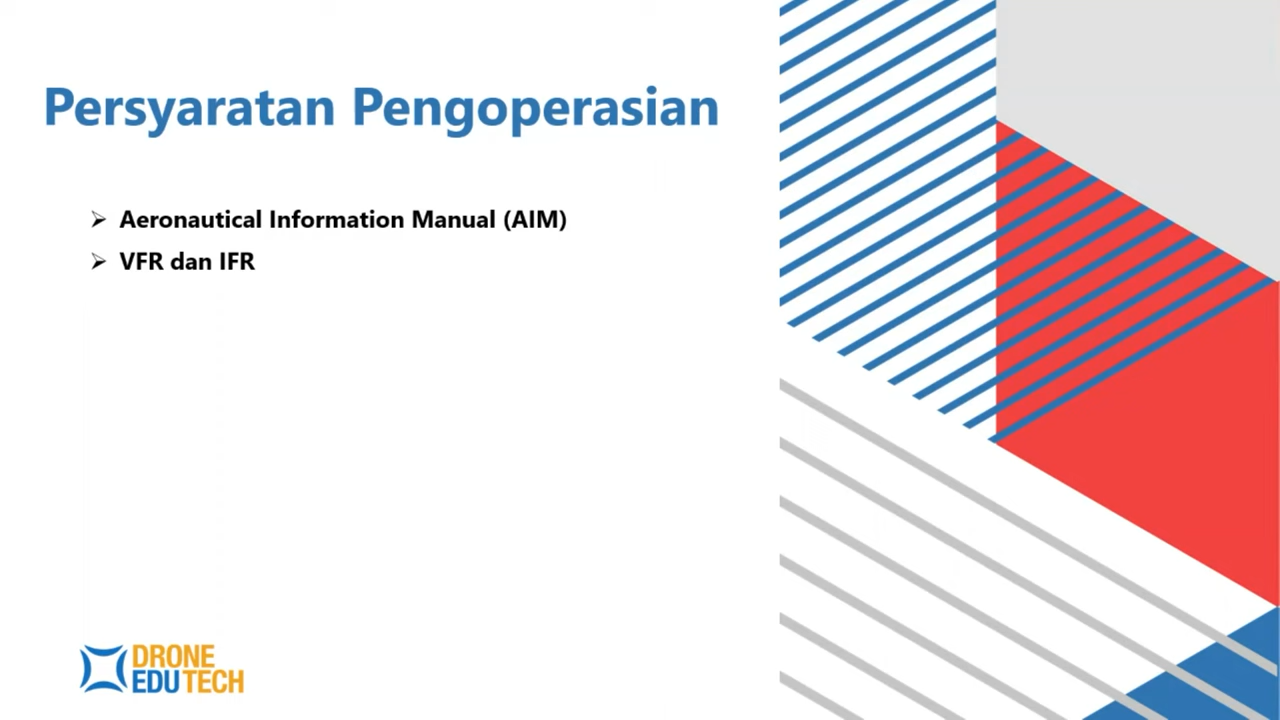 Persyaratan Pengoperasian
Aeronautical Information Manual (AIM)
VFR dan IFR
DRONE
EDUTECH